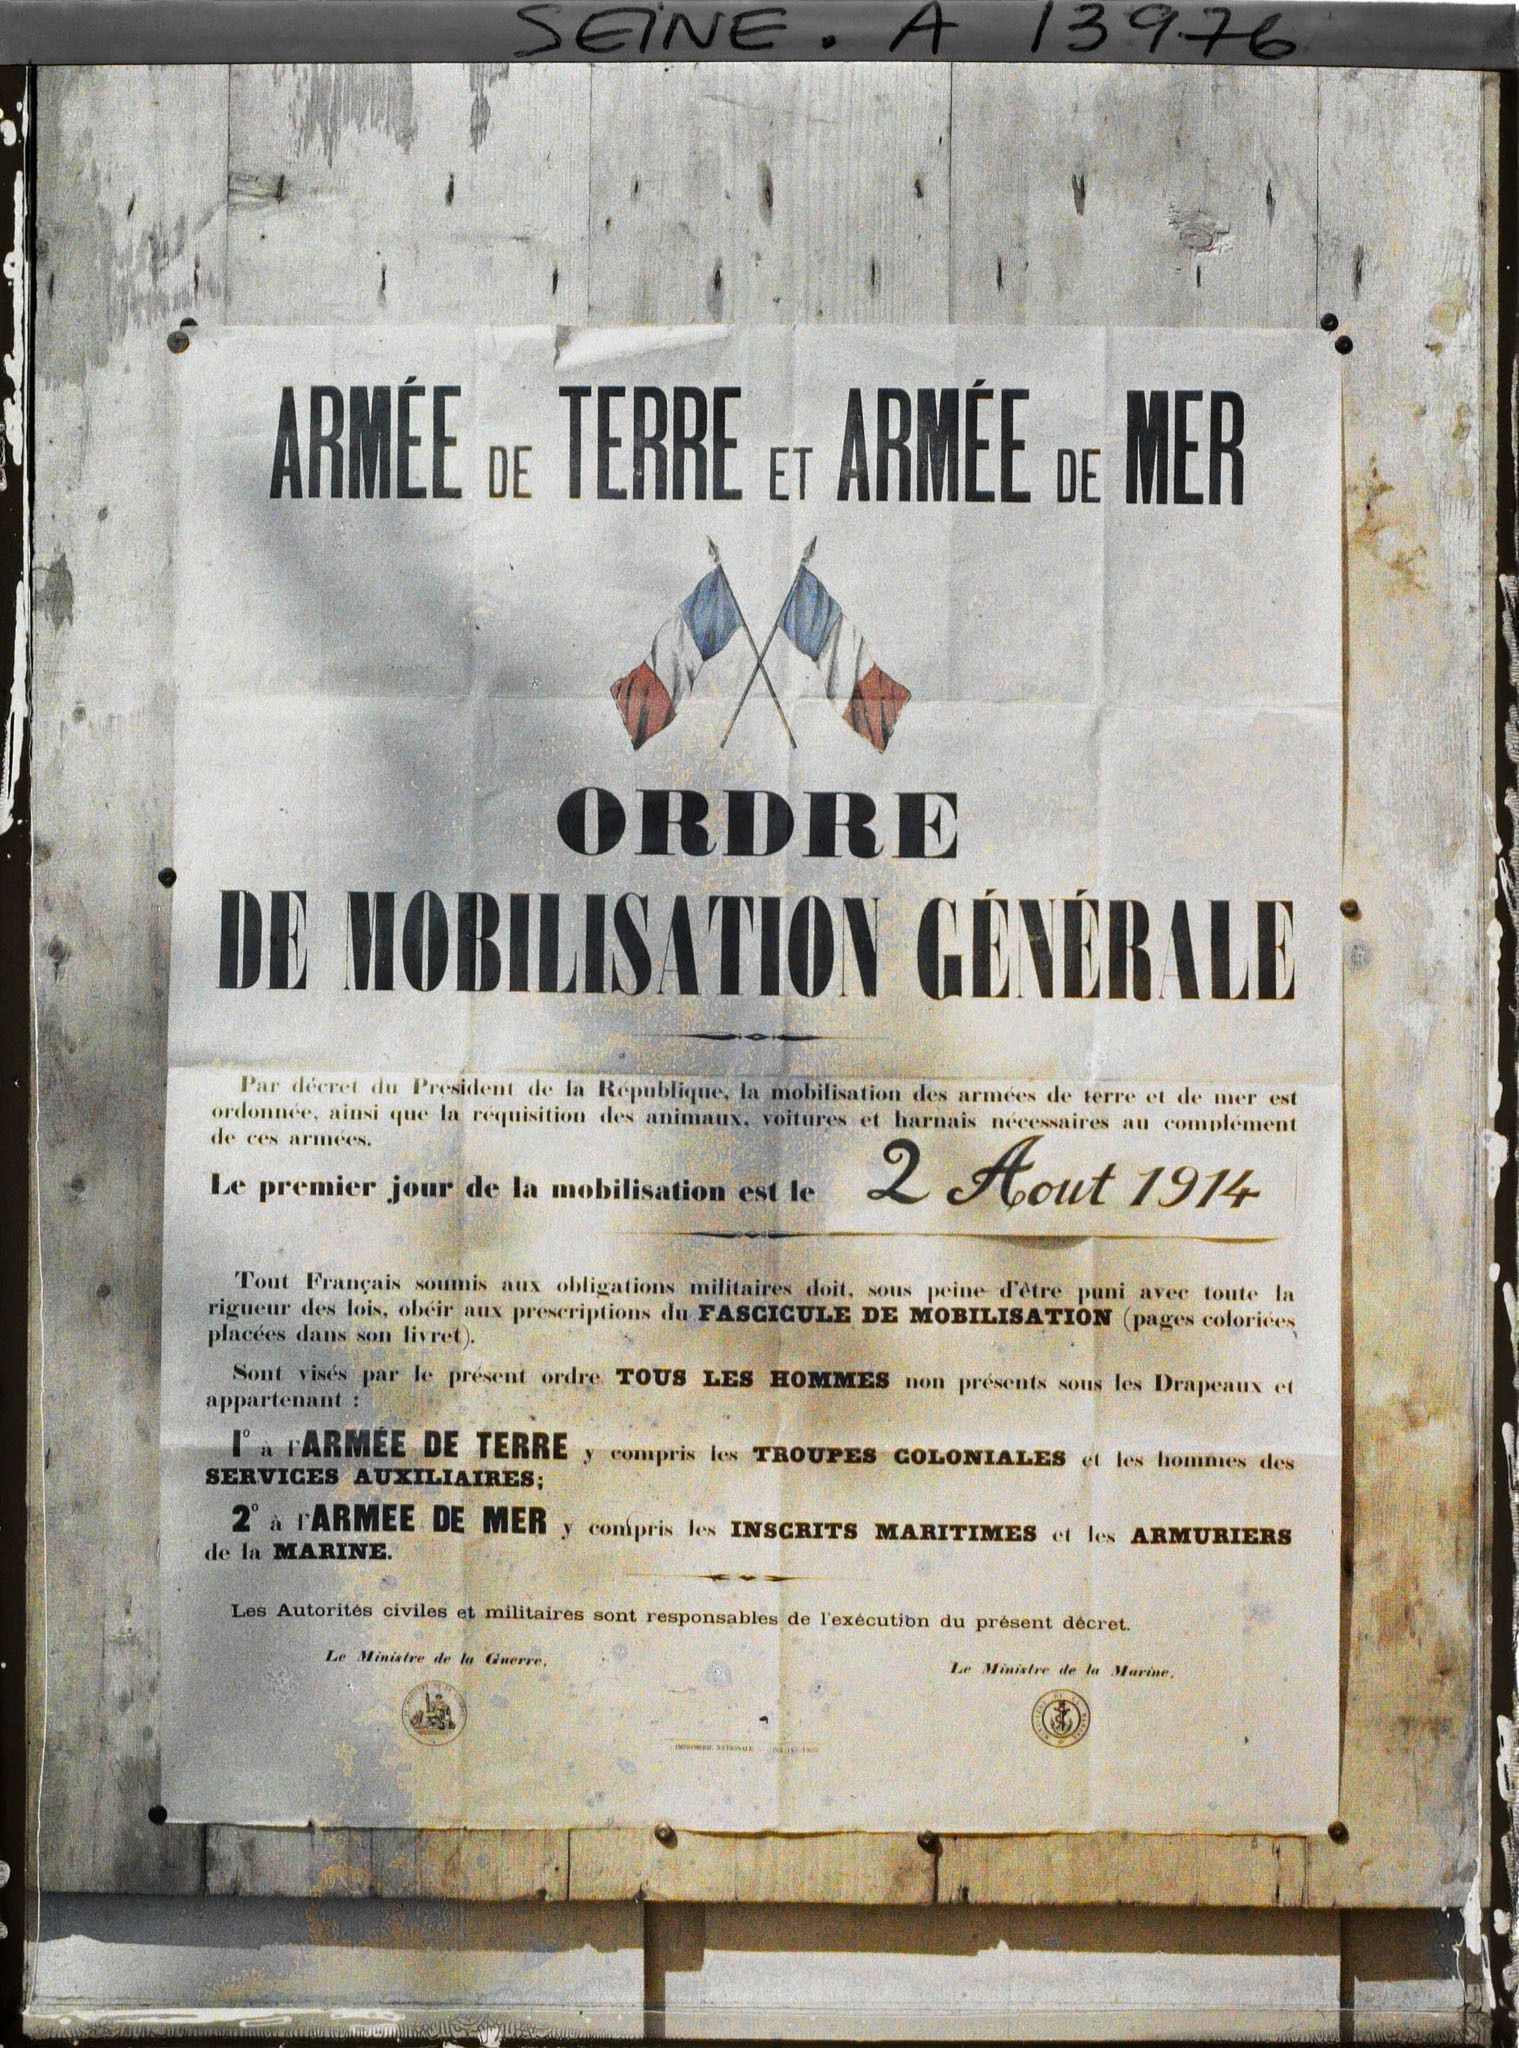 SEINE. A 13976
ARMÉE DE TERRE ET ARMÉE DE MER
ORDRE
DE MOBILISATION GÉNÉRALE
Par décret du Président de la République, la mobilisation des armées de terre et de mer est
ordonnée, ainsi que la réquisition des animaux, voitures et harnais nécessaires au complément
de ces armées.
Le premier jour de la mobilisation est le 2 Aout 1914
Tout Français soumis aux obligations militaires doit, sous peine d'être puni avec toute la
rigueur des lois, obéir aux prescriptions du FASCICULE DE MOBILISATION (pages coloriées
placées dans son livret).
Sont visés par le présent ordre TOUS LES HOMMES non présents sous les Drapeaux et
appartenant :
1° à l'ARMÉE DE TERRE y compris les TROUPES COLONIALES et les hommes des
SERVICES AUXILIAIRES;
2° à l'ARMÉE DE MER y compris les INSCRITS MARITIMES et les ARMURIERS
de la MARINE.
Les Autorités civiles et militaires sont responsables de l'exécution du présent décret.
Le Ministre de la Guerre,
Le Ministre de la Marine,
IMPRIMERIE NATIONALE